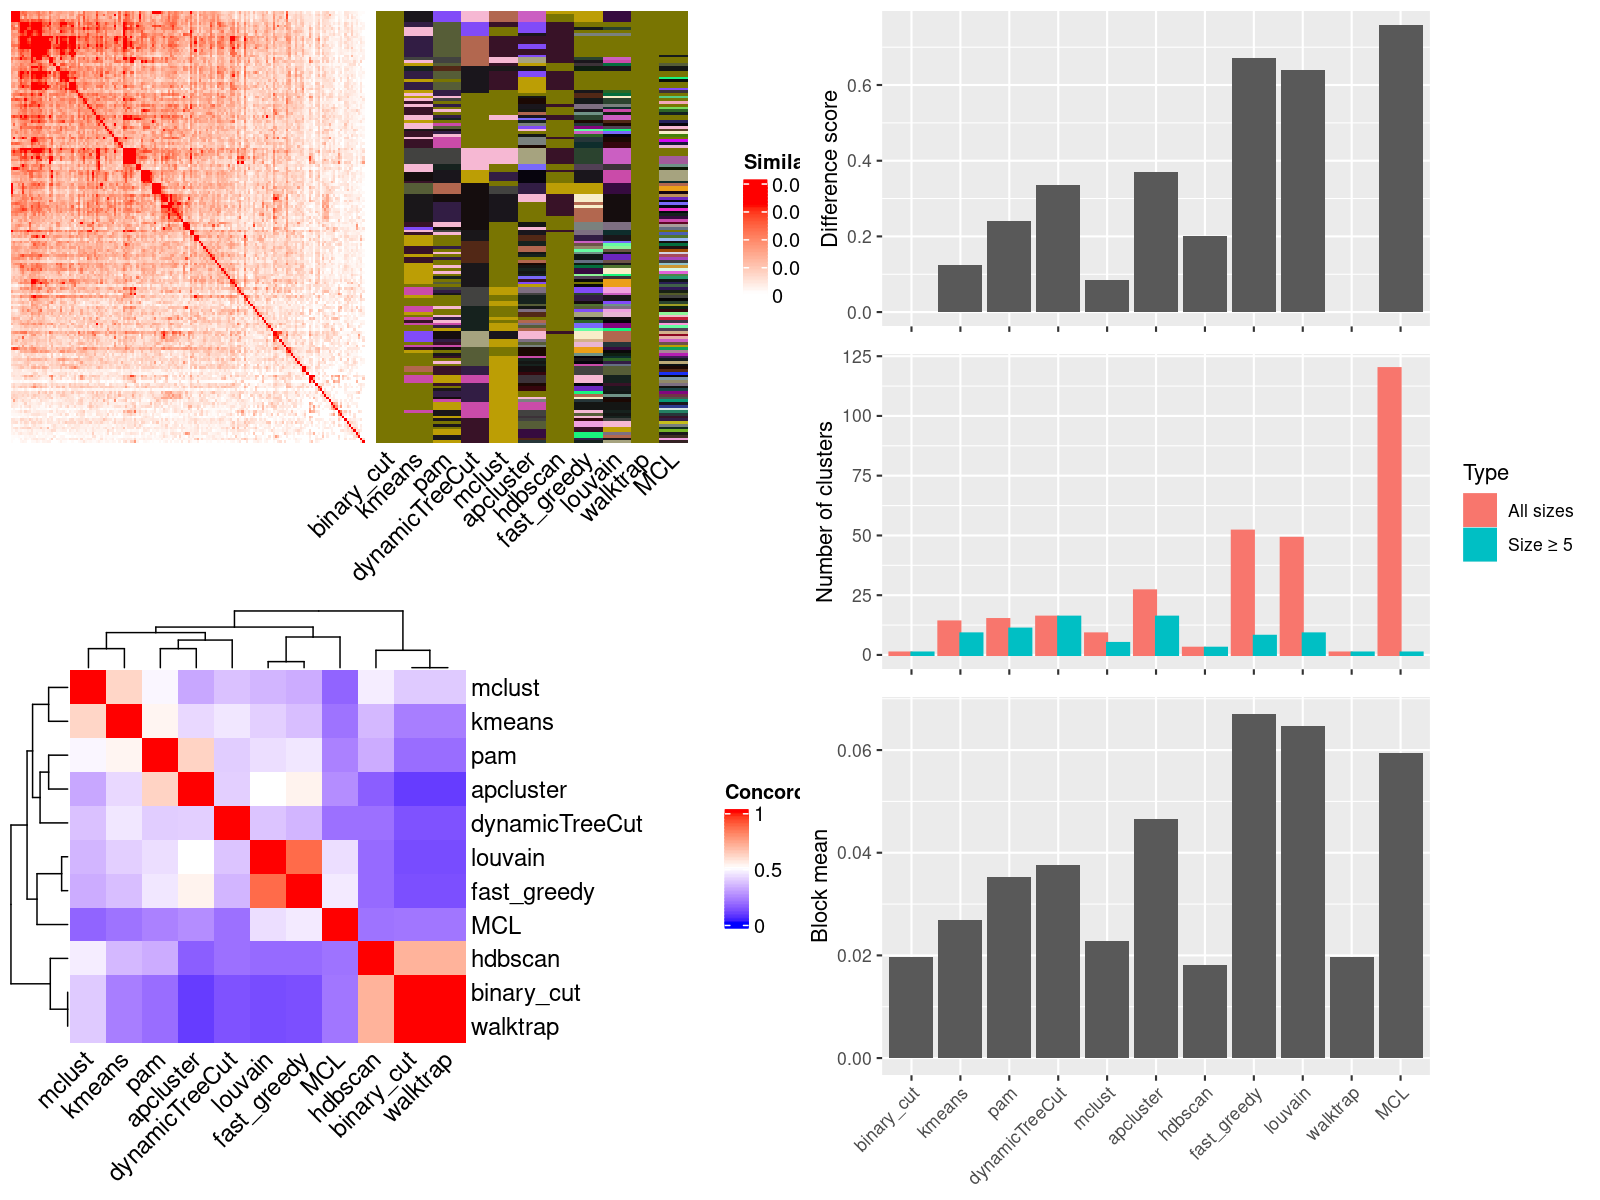 Simila
0.0
0.0
0.0
0.0
0
binary_cut
kmeans
pam
dynamicTreeCut
mclust
apcluster
hdbscan
fast_greedy
louvain
walktrap
MCL
mclust
kmeans
pam
apcluster
dynamicTreeCut
louvain
fast_greedy
MCL
hdbscan
binary_cut
walktrap
mclust
kmeans
pam
apcluster
dynamicTreeCut
louvain
fast_greedy
MCL
hdbscan
binary_cut
walktrap
Concord
1
0.5
0
Difference score
0.6
0.4
0.2
0.0
Number of clusters
125
100
75
50
25
0
Type
All sizes
Size ≥ 5
Block mean
0.06
0.04
0.02
0.00
binary_cut
kmeans
pam
dynamicTreeCut
mclust
apcluster
hdbscan
fast_greedy
louvain
walktrap
MCL